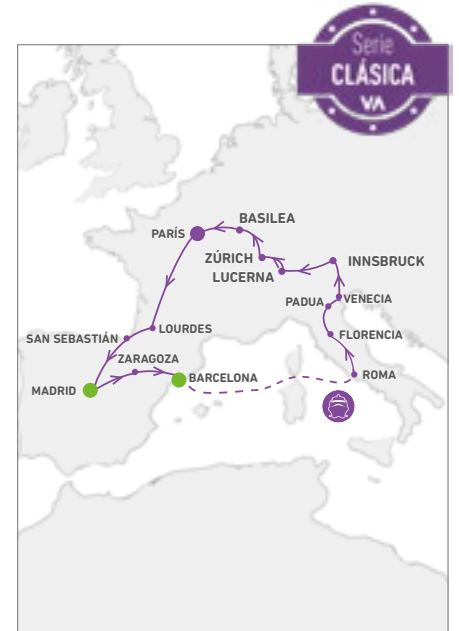 Serie
CLÁSICA
VA
BASILEA
PARÍS
ZÚRICH
INNSBRUCK
LUCERNA
PADUA
VENECIA
LOURDES
FLORENCIA
SAN SEBASTIÁN
ZARAGOZA
ROMA
BARCELONA
MADRID